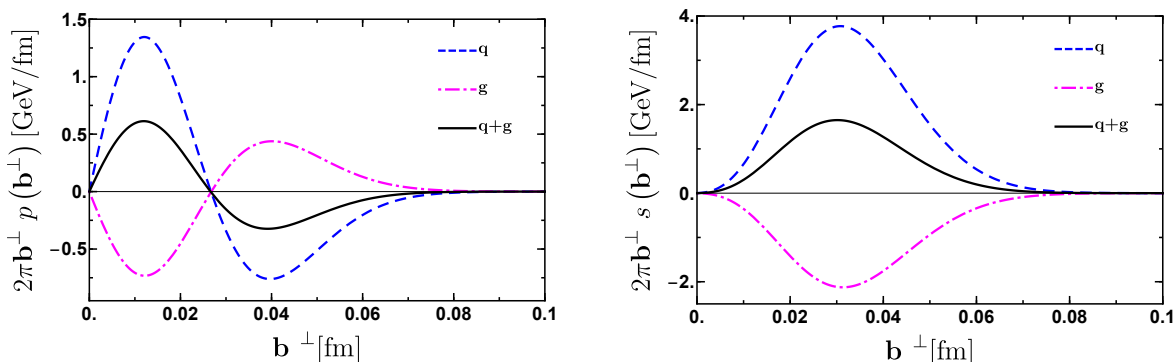 2π𝐛^⊥ p (𝐛^⊥) [GeV/fm]
1.5
1.
0.5
0.
−0.5
0.
0.02
0.04
0.06
0.08
0.1
𝐛 ^⊥[fm]
q
g
q+g
2π𝐛^⊥ s (𝐛^⊥) [GeV/fm]
4.
2
0.
−2
0.
0.02
0.04
0.06
0.08
0.1
𝐛 ^⊥[fm]
q
g
q+g